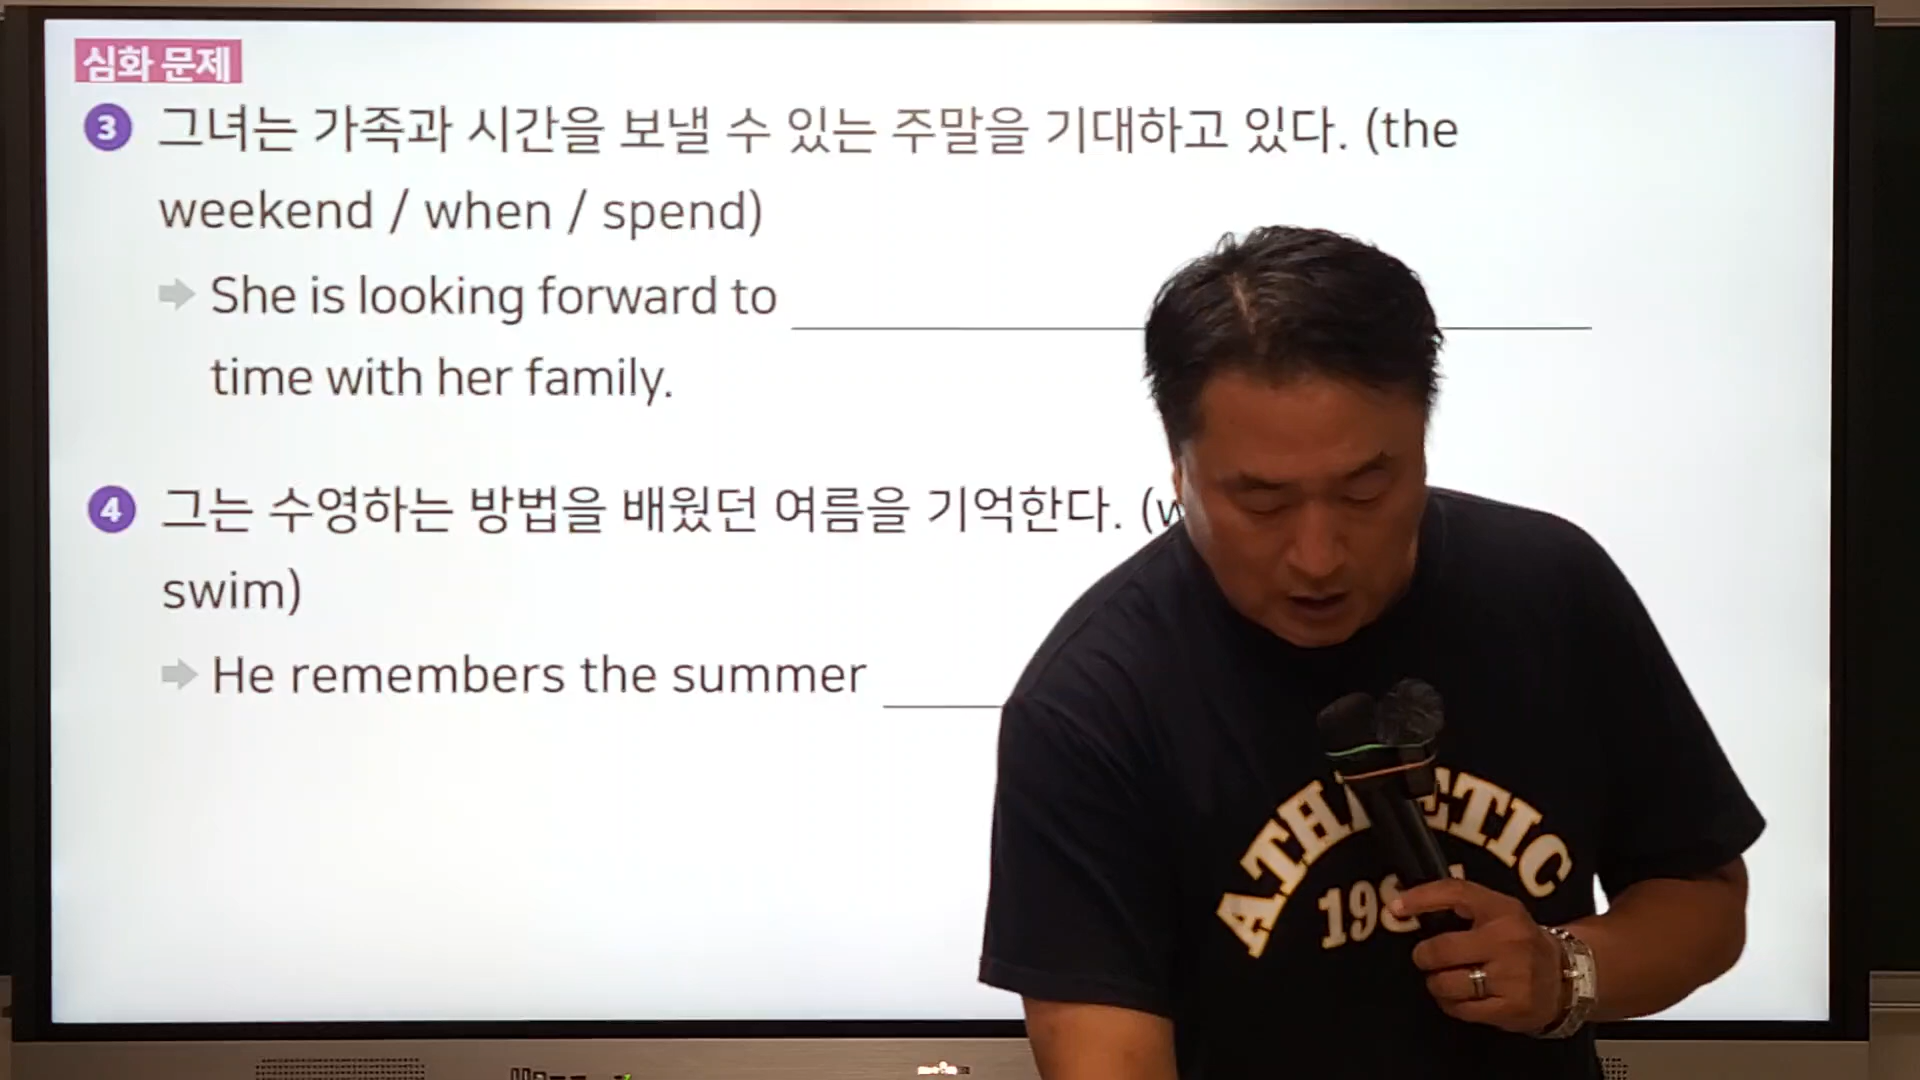 심화 문제
3 그녀는 가족과 시간을 보낼 수 있는 주말을 기대하고 있다. (the
weekend / when / spend)
She is looking forward to
time with her family.
4 그는 수영하는 방법을 배웠던 여름을 기억한다. (w
swim)
He remembers the summer